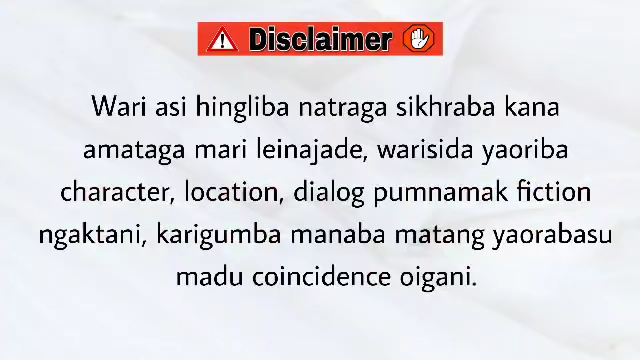 Disclaimer
Wari asi hingliba natraga sikhraba kana
amataga mari leinajade, warisida yaoriba
character, location, dialog pumnamak fiction
ngaktani, karigumba manaba matang yaorabasu
madu coincidence oigani.